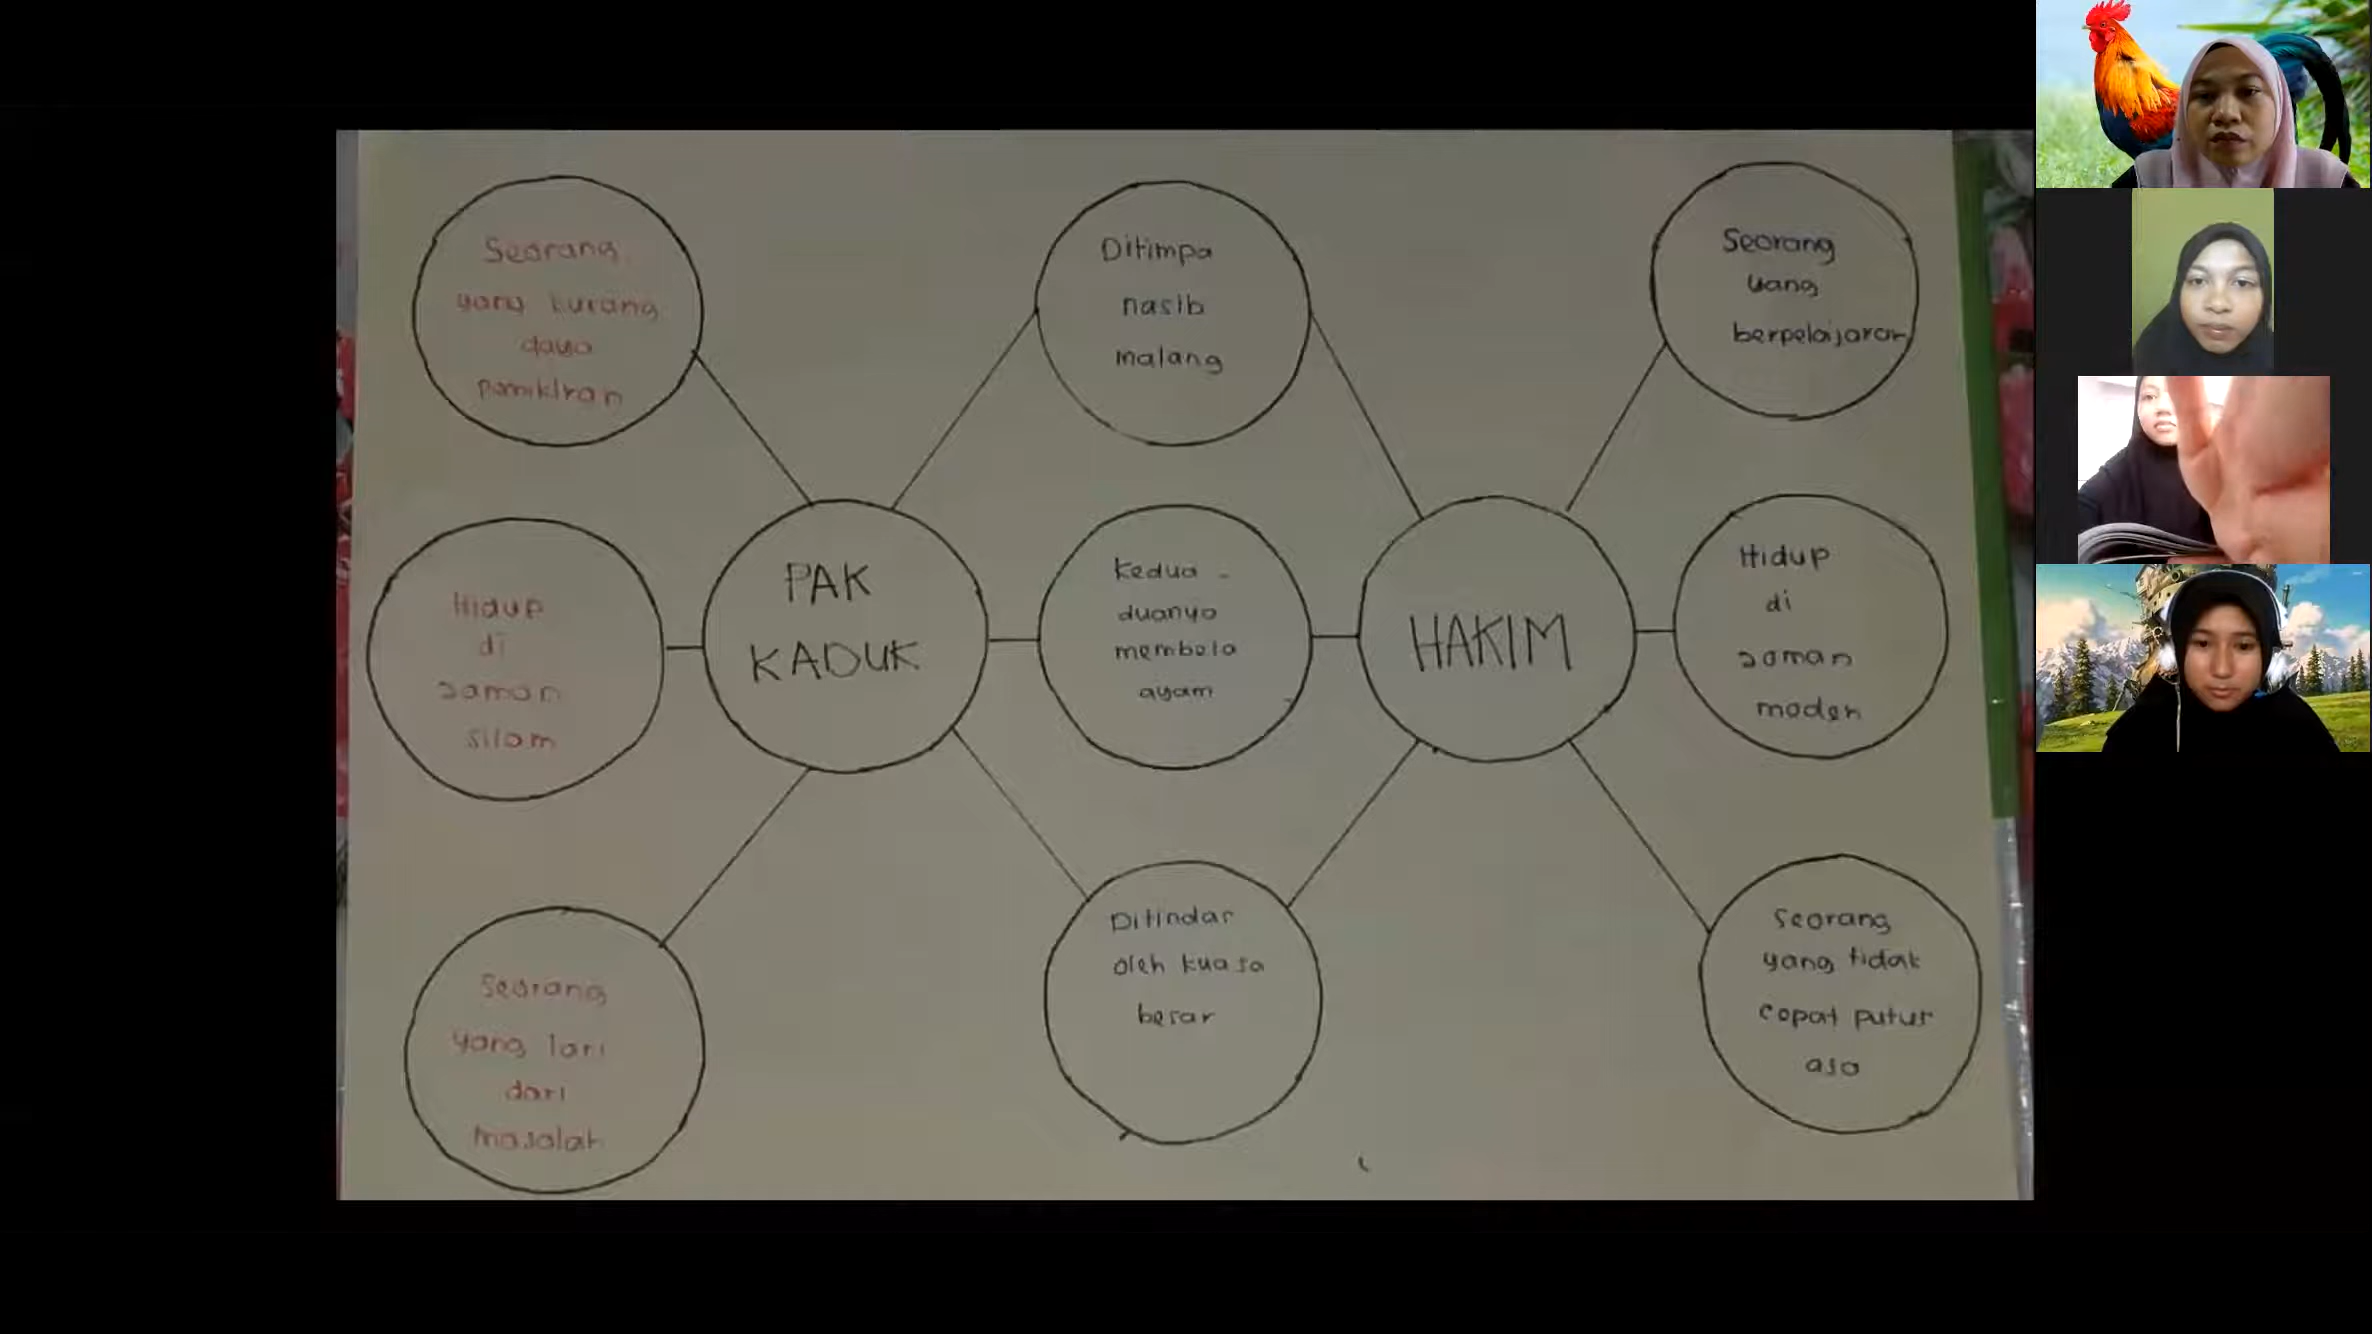 Seorang
yang kurang
daya
pemikiran
Hidup
di
zaman
silam
Seorang
yang lari
dari
masalah
PAK
KADUK
Ditimpa
nasib
malang
Kedua-
duanya
membela
ayam
Ditindas
oleh kuasa
besar
HAKIM
Seorang
yang
berpelajaran
Hidup
di
zaman
moden
Seorang
yang tidak
cepat putus
asa